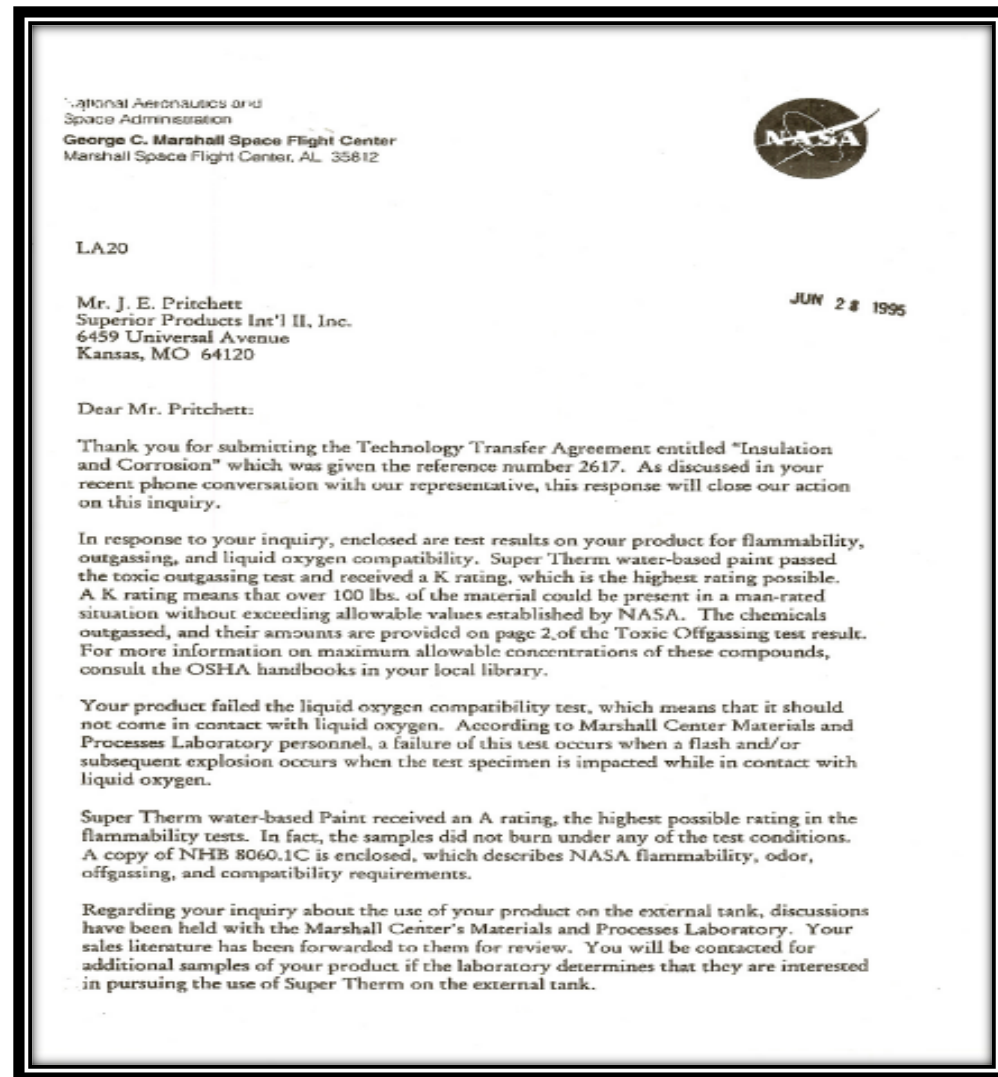 National Aeronautics and
Space Administration
George C. Marshall Space Flight Center
Marshall Space Flight Center, AL 35812
NASA
LA20
Mr. J. E. Pritchett
Superior Products Int'l II, Inc.
6459 Universal Avenue
Kansas, MO 64120
JUN 28 1995
Dear Mr. Pritchett:
Thank you for submitting the Technology Transfer Agreement entitled "Insulation
and Corrosion" which was given the reference number 2617. As discussed in your
recent phone conversation with our representative, this response will close our action
on this inquiry.
In response to your inquiry, enclosed are test results on your product for flammability,
outgassing, and liquid oxygen compatibility. Super Therm water-based paint passed
the toxic outgassing test and received a K rating, which is the highest rating possible.
A K rating means that over 100 lbs. of the material could be present in a man-rated
situation without exceeding allowable values established by NASA. The chemicals
outgassed, and their amounts are provided on page 2 of the Toxic Offgassing test result.
For more information on maximum allowable concentrations of these compounds,
consult the OSHA handbooks in your local library.
Your product failed the liquid oxygen compatibility test, which means that it should
not come in contact with liquid oxygen. According to Marshall Center Materials and
Processes Laboratory personnel, a failure of this test occurs when a flash and/or
subsequent explosion occurs when the test specimen is impacted while in contact with
liquid oxygen.
Super Therm water-based Paint received an A rating, the highest possible rating in the
flammability tests. In fact, the samples did not burn under any of the test conditions.
A copy of NHB 8060.1C is enclosed, which describes NASA flammability, odor,
offgassing, and compatibility requirements.
Regarding your inquiry about the use of your product on the external tank, discussions
have been held with the Marshall Center's Materials and Processes Laboratory. Your
sales literature has been forwarded to them for review. You will be contacted for
additional samples of your product if the laboratory determines that they are interested
in pursuing the use of Super Therm on the external tank.